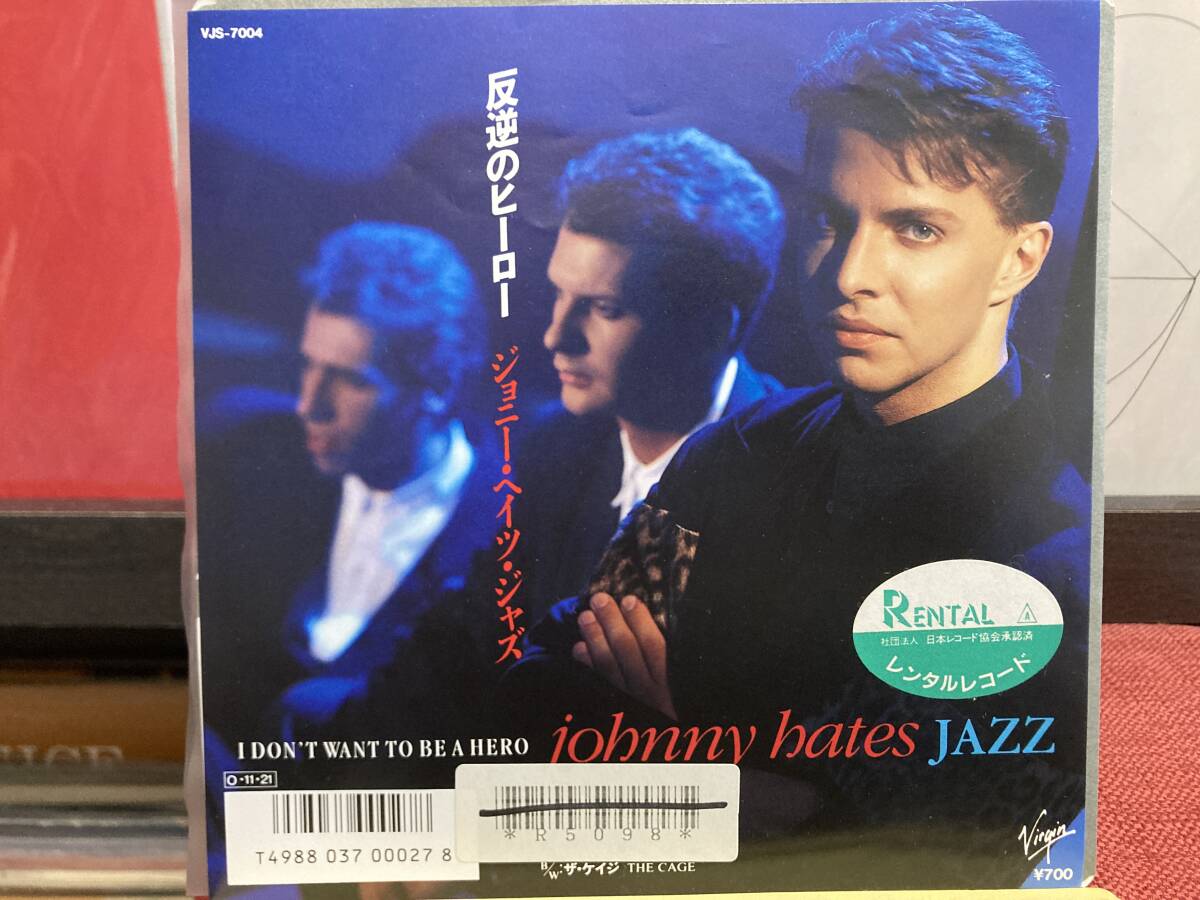 VJS-7004
反逆のヒーロー
ジョニー・ヘイツ・ジャズ
RENTAL
社団法人 日本レコード協会承認済
レンタルレコード
I DON'T WANT TO BE A HERO
johnny hates JAZZ
O・11・21
*R5098*
T4988 037 00027 8
B/W:ザ・ケイジ THE CAGE
Virgin
¥700